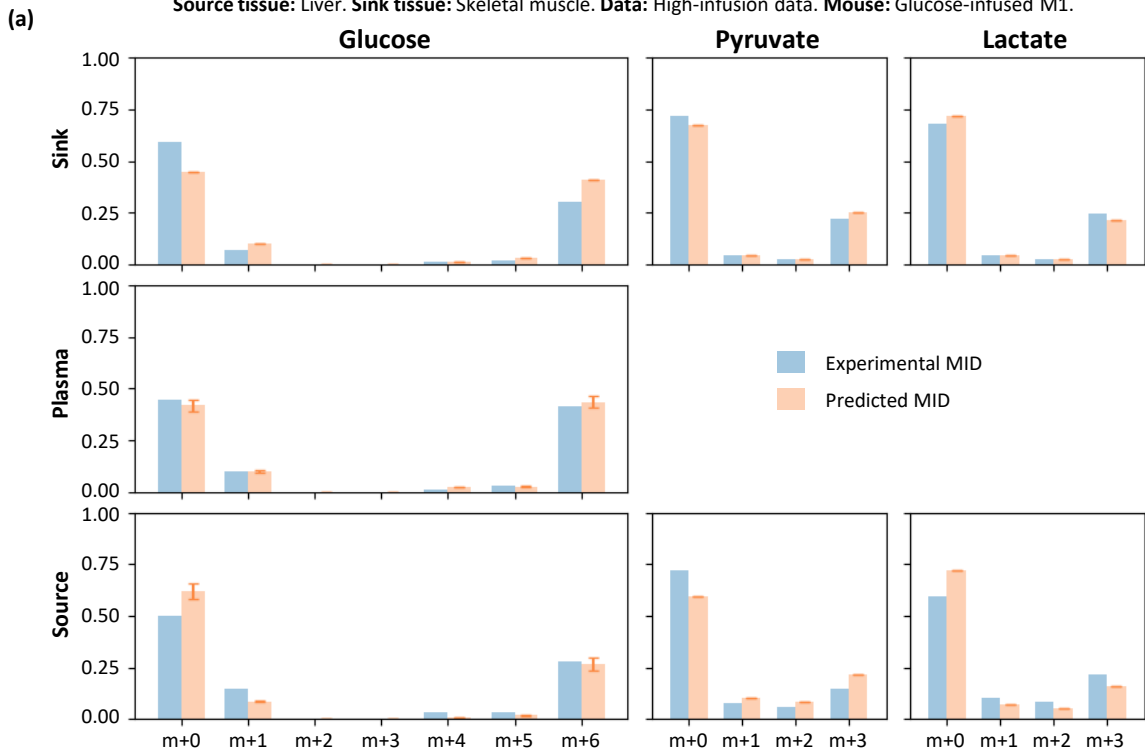 Source tissue: Liver. Sink tissue: Skeletal muscle. Data: High-infusion data. Mouse: Glucose-infused M1.
(a)
Glucose Pyruvate Lactate
Sink
1.00
0.75
0.50
0.25
0.00
Plasma
1.00
0.75
0.50
0.25
0.00
Experimental MID
Predicted MID
Source
1.00
0.75
0.50
0.25
0.00
m+0 m+1 m+2 m+3 m+4 m+5 m+6 m+0 m+1 m+2 m+3 m+0 m+1 m+2 m+3